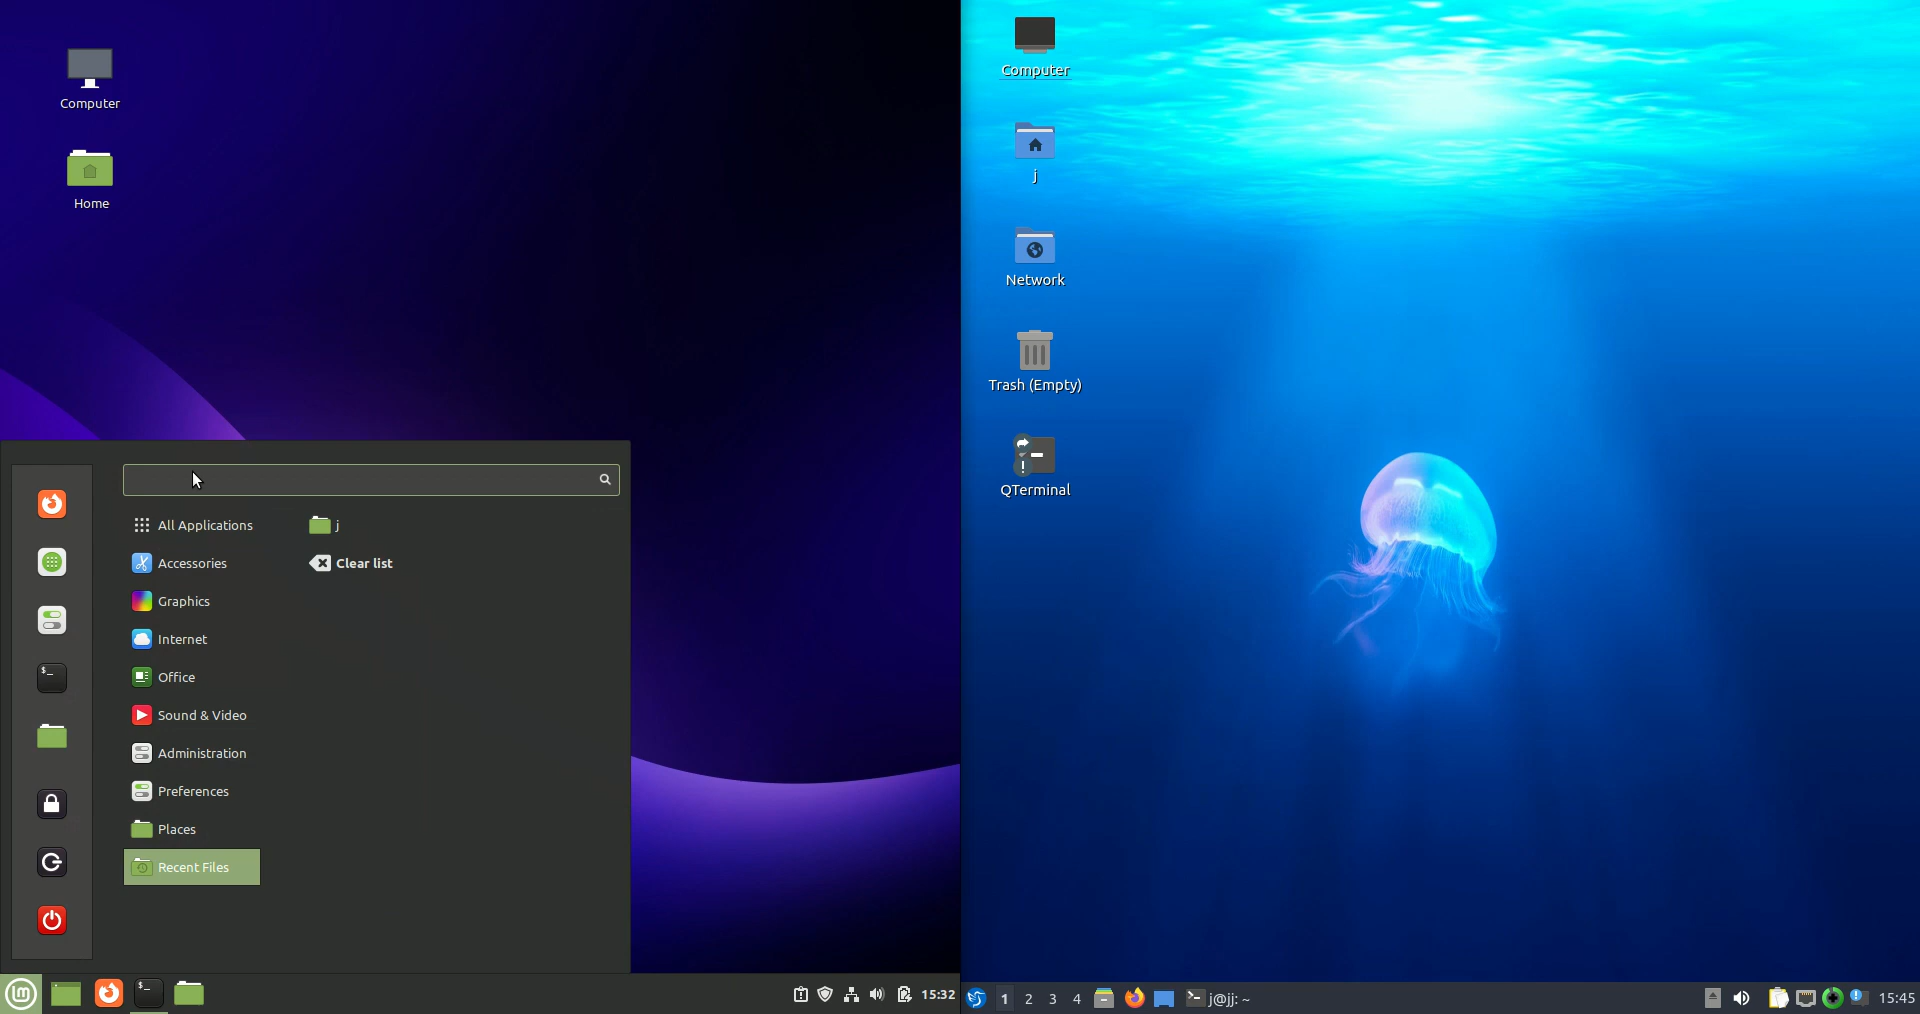 Computer
Home
All Applications
Accessories
Graphics
Internet
Office
Sound & Video
Administration
Preferences
Places
Recent Files
j
Clear list
$_
$_
15:32
Computer
j
Network
Trash (Empty)
QTerminal
1 2 3 4
j@jj: ~
15:45